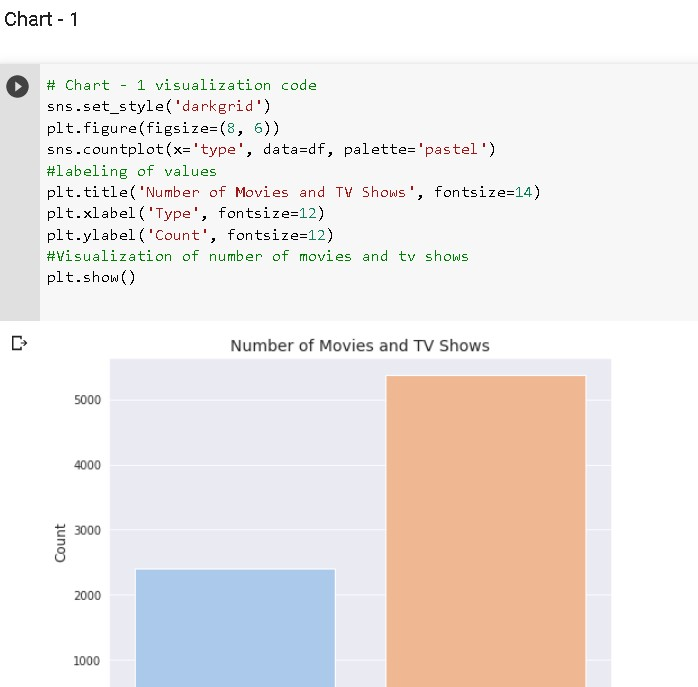 Chart - 1
# Chart - 1 visualization code
sns.set_style('darkgrid')
plt.figure(figsize=(8, 6))
sns.countplot(x='type', data=df, palette='pastel')
#labeling of values
plt.title('Number of Movies and TV Shows', fontsize=14)
plt.xlabel('Type', fontsize=12)
plt.ylabel('Count', fontsize=12)
#Visualization of number of movies and tv shows
plt.show()
Number of Movies and TV Shows
5000
4000
3000
Count
2000
1000